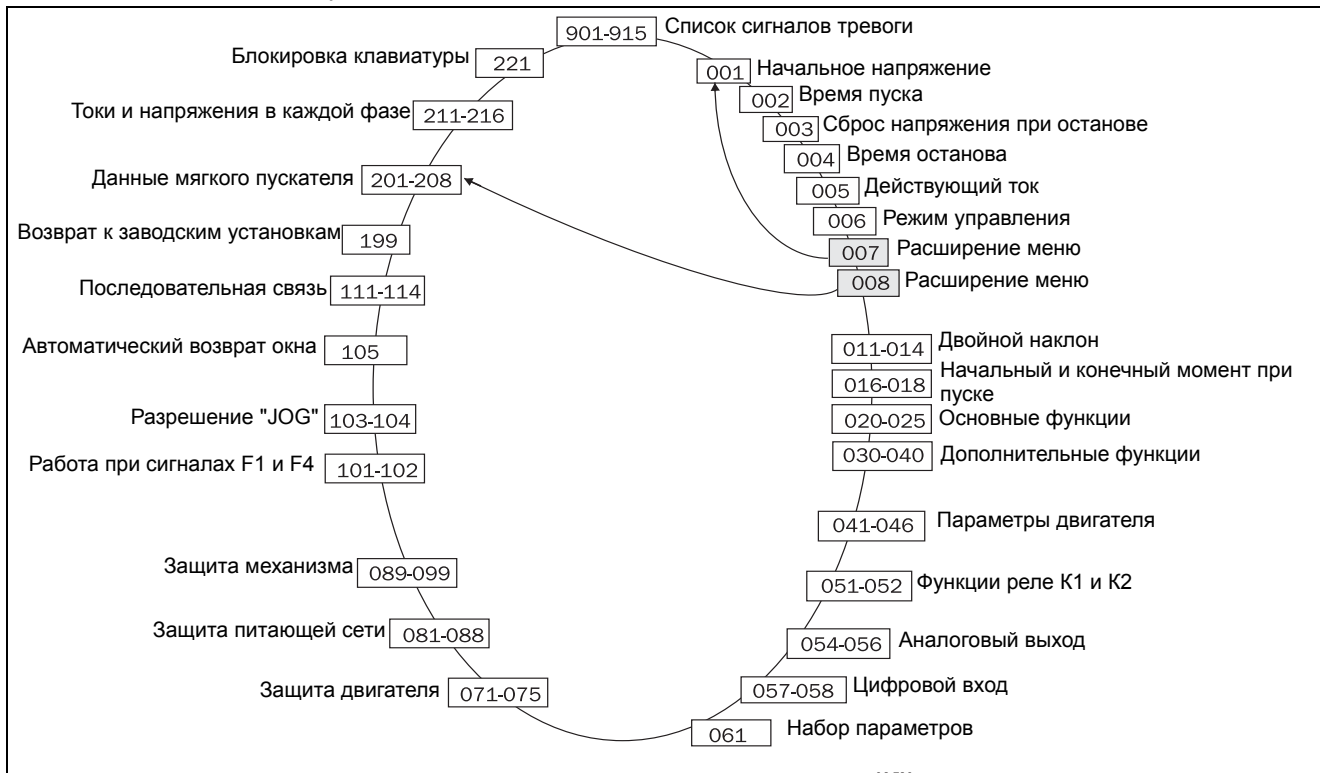 901-915 Список сигналов тревоги
Блокировка клавиатуры 221
001 Начальное напряжение
002 Время пуска
Токи и напряжения в каждой фазе 211-216
003 Сброс напряжения при останове
004 Время останова
Данные мягкого пускателя 201-208
005 Действующий ток
006 Режим управления
Возврат к заводским установкам 199
007 Расширение меню
008 Расширение меню
Последовательная связь 111-114
Автоматический возврат окна 105
011-014 Двойной наклон
016-018 Начальный и конечный момент при
пуске
Разрешение "JOG" 103-104
020-025 Основные функции
Работа при сигналах F1 и F4 101-102
030-040 Дополнительные функции
041-046 Параметры двигателя
Защита механизма 089-099
051-052 Функции реле К1 и К2
Защита питающей сети 081-088
054-056 Аналоговый выход
Защита двигателя 071-075
057-058 Цифровой вход
061 Набор параметров